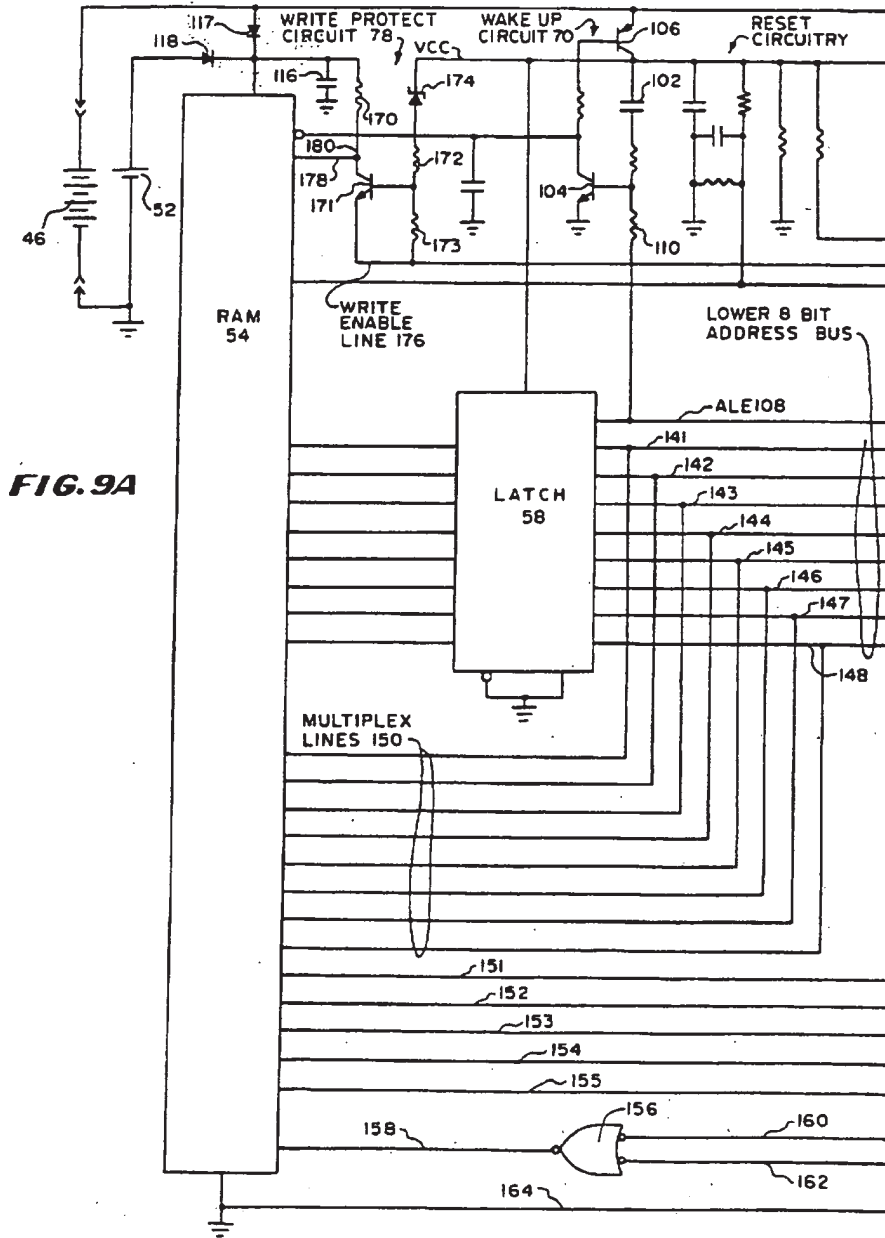 117
118
WRITE PROTECT
CIRCUIT 78
WAKE UP
CIRCUIT 70
106
RESET
CIRCUITRY
VCC
174
116
170
102
180
178
172
171
104
46
52
173
110
RAM
54
WRITE
ENABLE
LINE 176
LOWER 8 BIT
ADDRESS BUS
ALE108
141
142
FIG. 9A
LATCH
58
143
144
145
146
147
148
MULTIPLEX
LINES 150
151
152
153
154
155
156
158
160
162
164